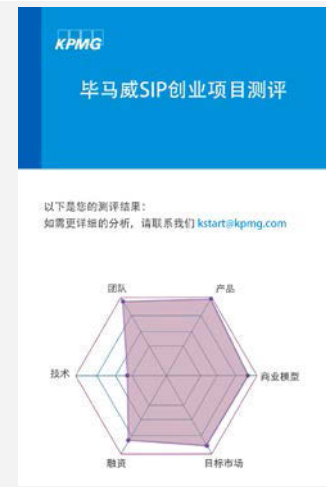 KPMG
毕马威SIP创业项目测评
以下是您的测评结果:
如需更详细的分析，请联系我们 kstart@kpmg.com
团队
产品
技术
商业模型
融资
目标市场